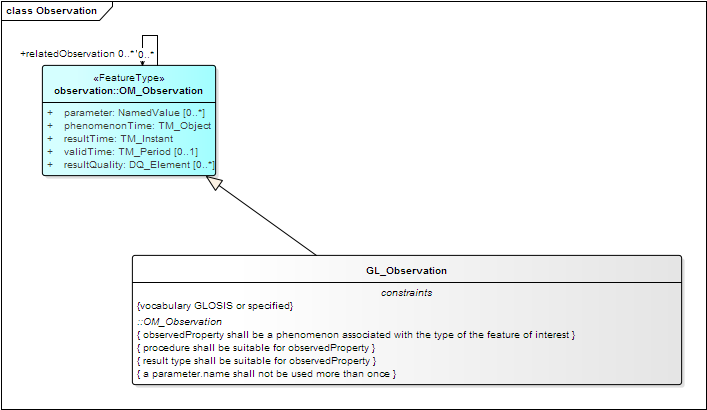 class Observation
+relatedObservation 0..* 0..*
«FeatureType»
observation::OM_Observation
+ parameter: NamedValue [0..*]
+ phenomenonTime: TM_Object
+ resultTime: TM_Instant
+ validTime: TM_Period [0..1]
+ resultQuality: DQ_Element [0..*]
GL_Observation
constraints
{vocabulary GLOSIS or specified}
::OM_Observation
{ observedProperty shall be a phenomenon associated with the type of the feature of interest }
{ procedure shall be suitable for observedProperty }
{ result type shall be suitable for observedProperty }
{ a parameter.name shall not be used more than once }